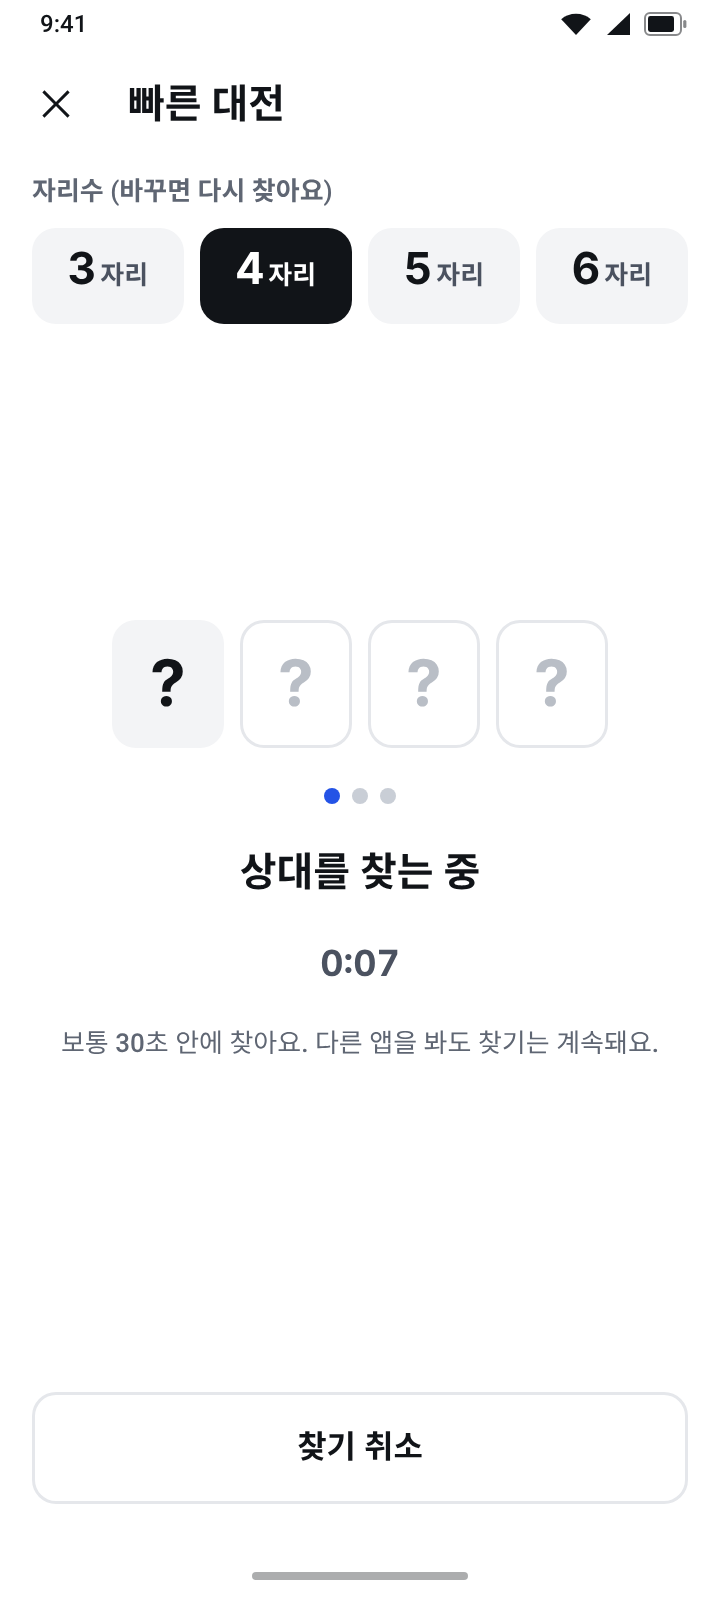 9:41
빠른 대전
자리수 (바꾸면 다시 찾아요)
3 자리 4 자리 5 자리 6 자리
? ? ? ?
상대를 찾는 중
0:07
보통 30초 안에 찾아요. 다른 앱을 봐도 찾기는 계속돼요.
찾기 취소